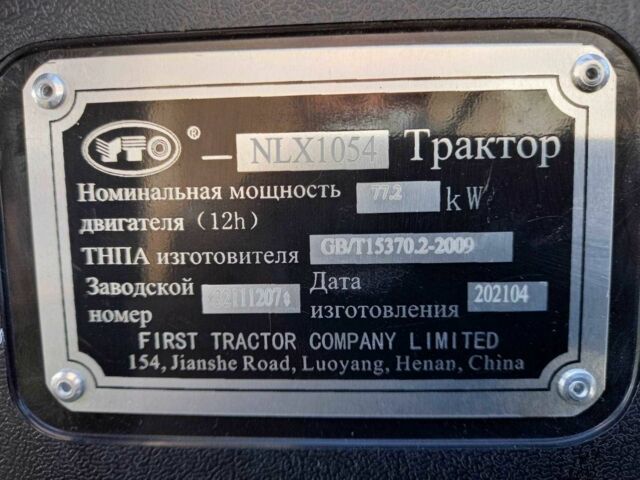 YTO ® – NLX1054 Трактор
Номинальная мощность 77.2 kW
двигателя (12h)
ТНПА изготовителя GB/T15370.2-2009
Заводской Дата
номер изготовления 202104
FIRST TRACTOR COMPANY LIMITED
154, Jianshe Road, Luoyang, Henan, China